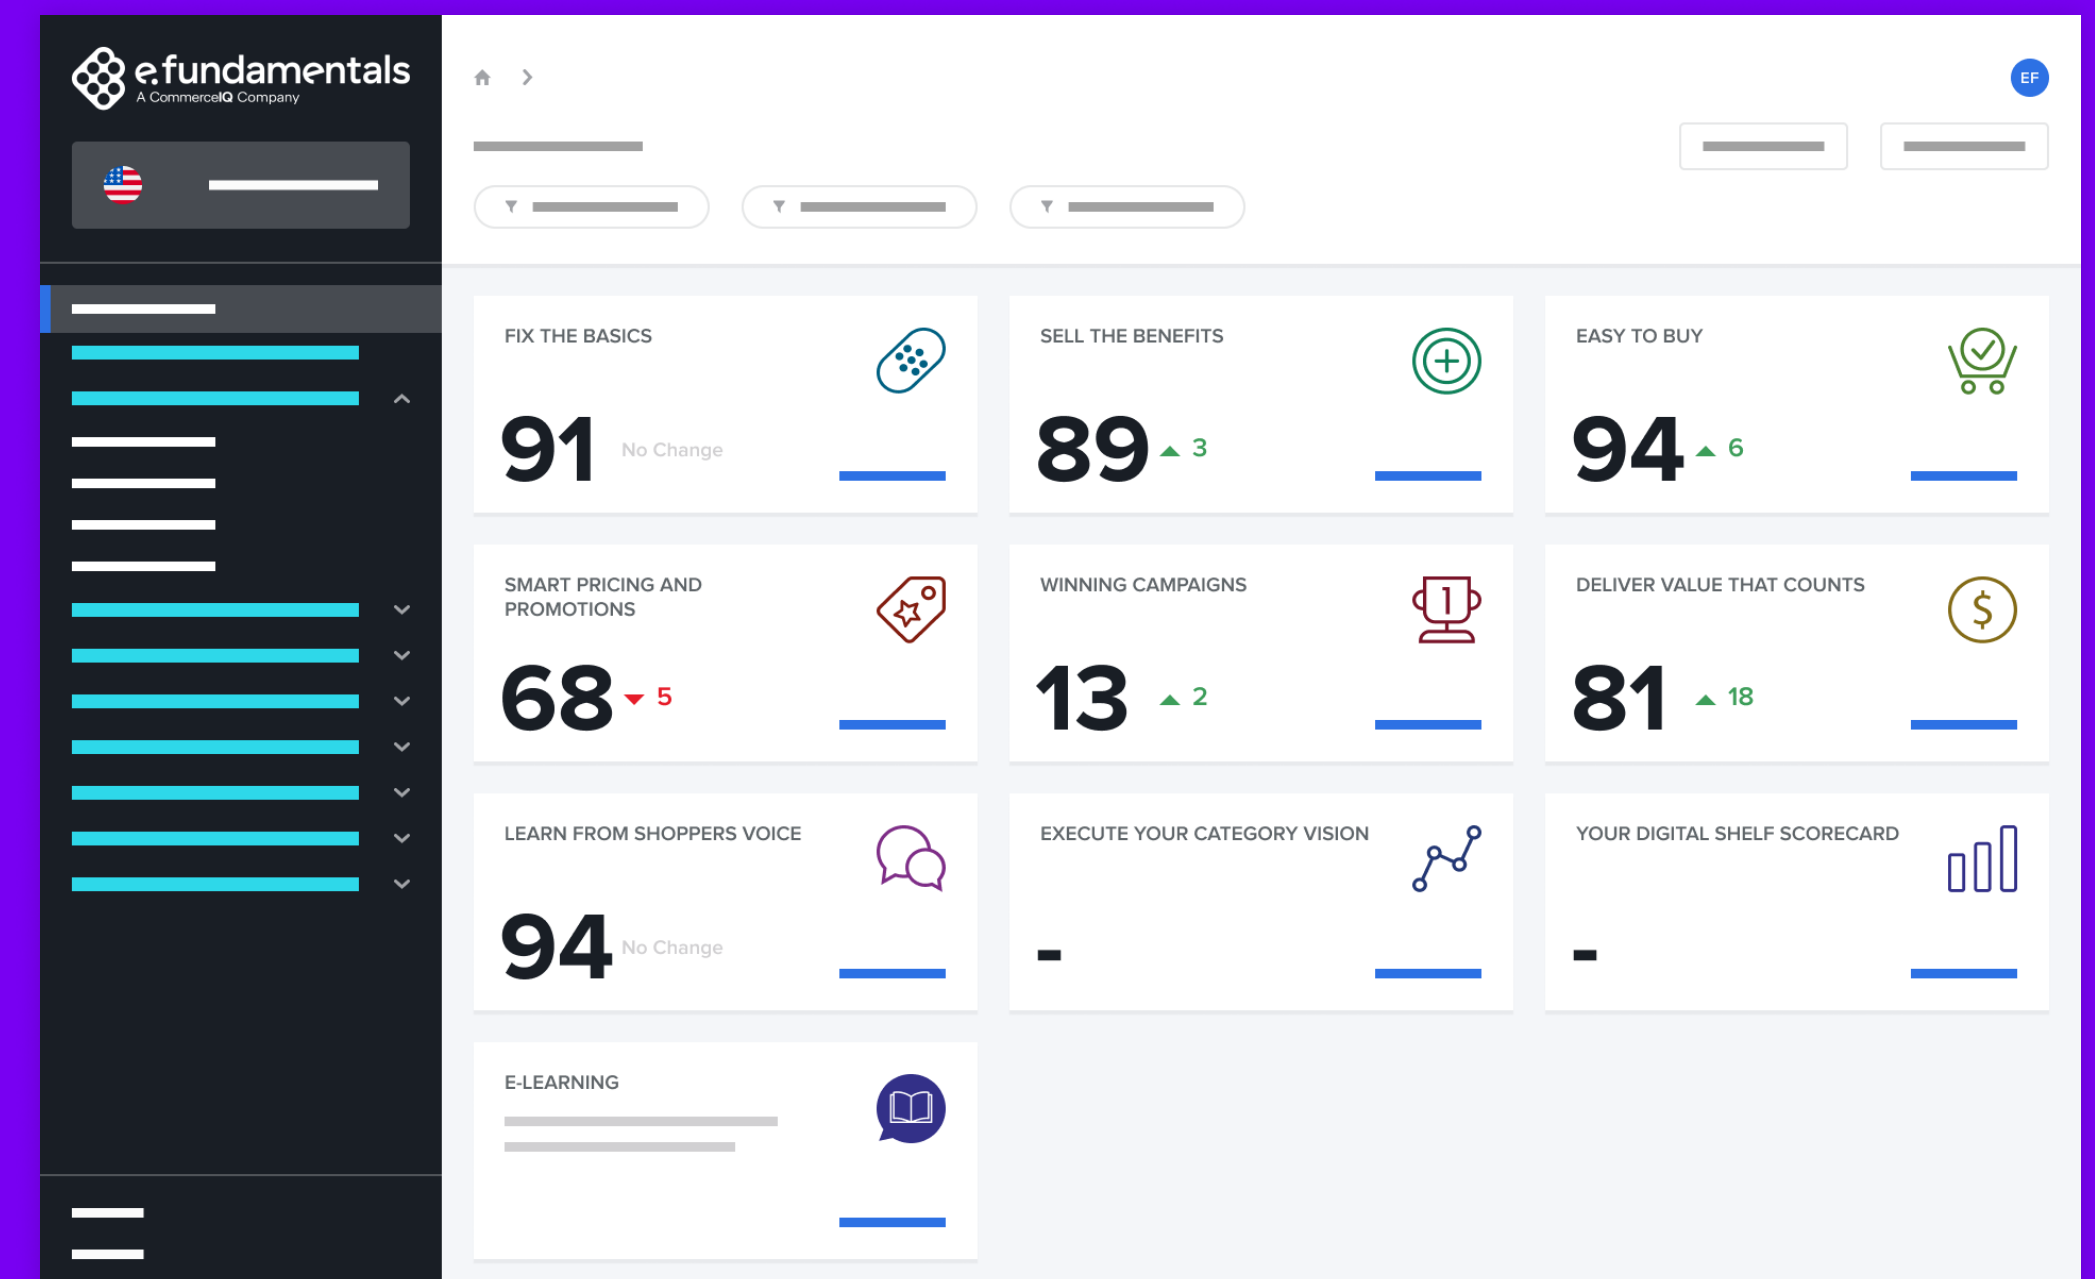 e.fundamentals
A CommerceIQ Company
EF
FIX THE BASICS
91 No Change
SELL THE BENEFITS
89 3
EASY TO BUY
94 6
SMART PRICING AND
PROMOTIONS
68 5
WINNING CAMPAIGNS
1
13 2
DELIVER VALUE THAT COUNTS
$
81 18
LEARN FROM SHOPPERS VOICE
94 No Change
EXECUTE YOUR CATEGORY VISION
-
YOUR DIGITAL SHELF SCORECARD
-
E-LEARNING